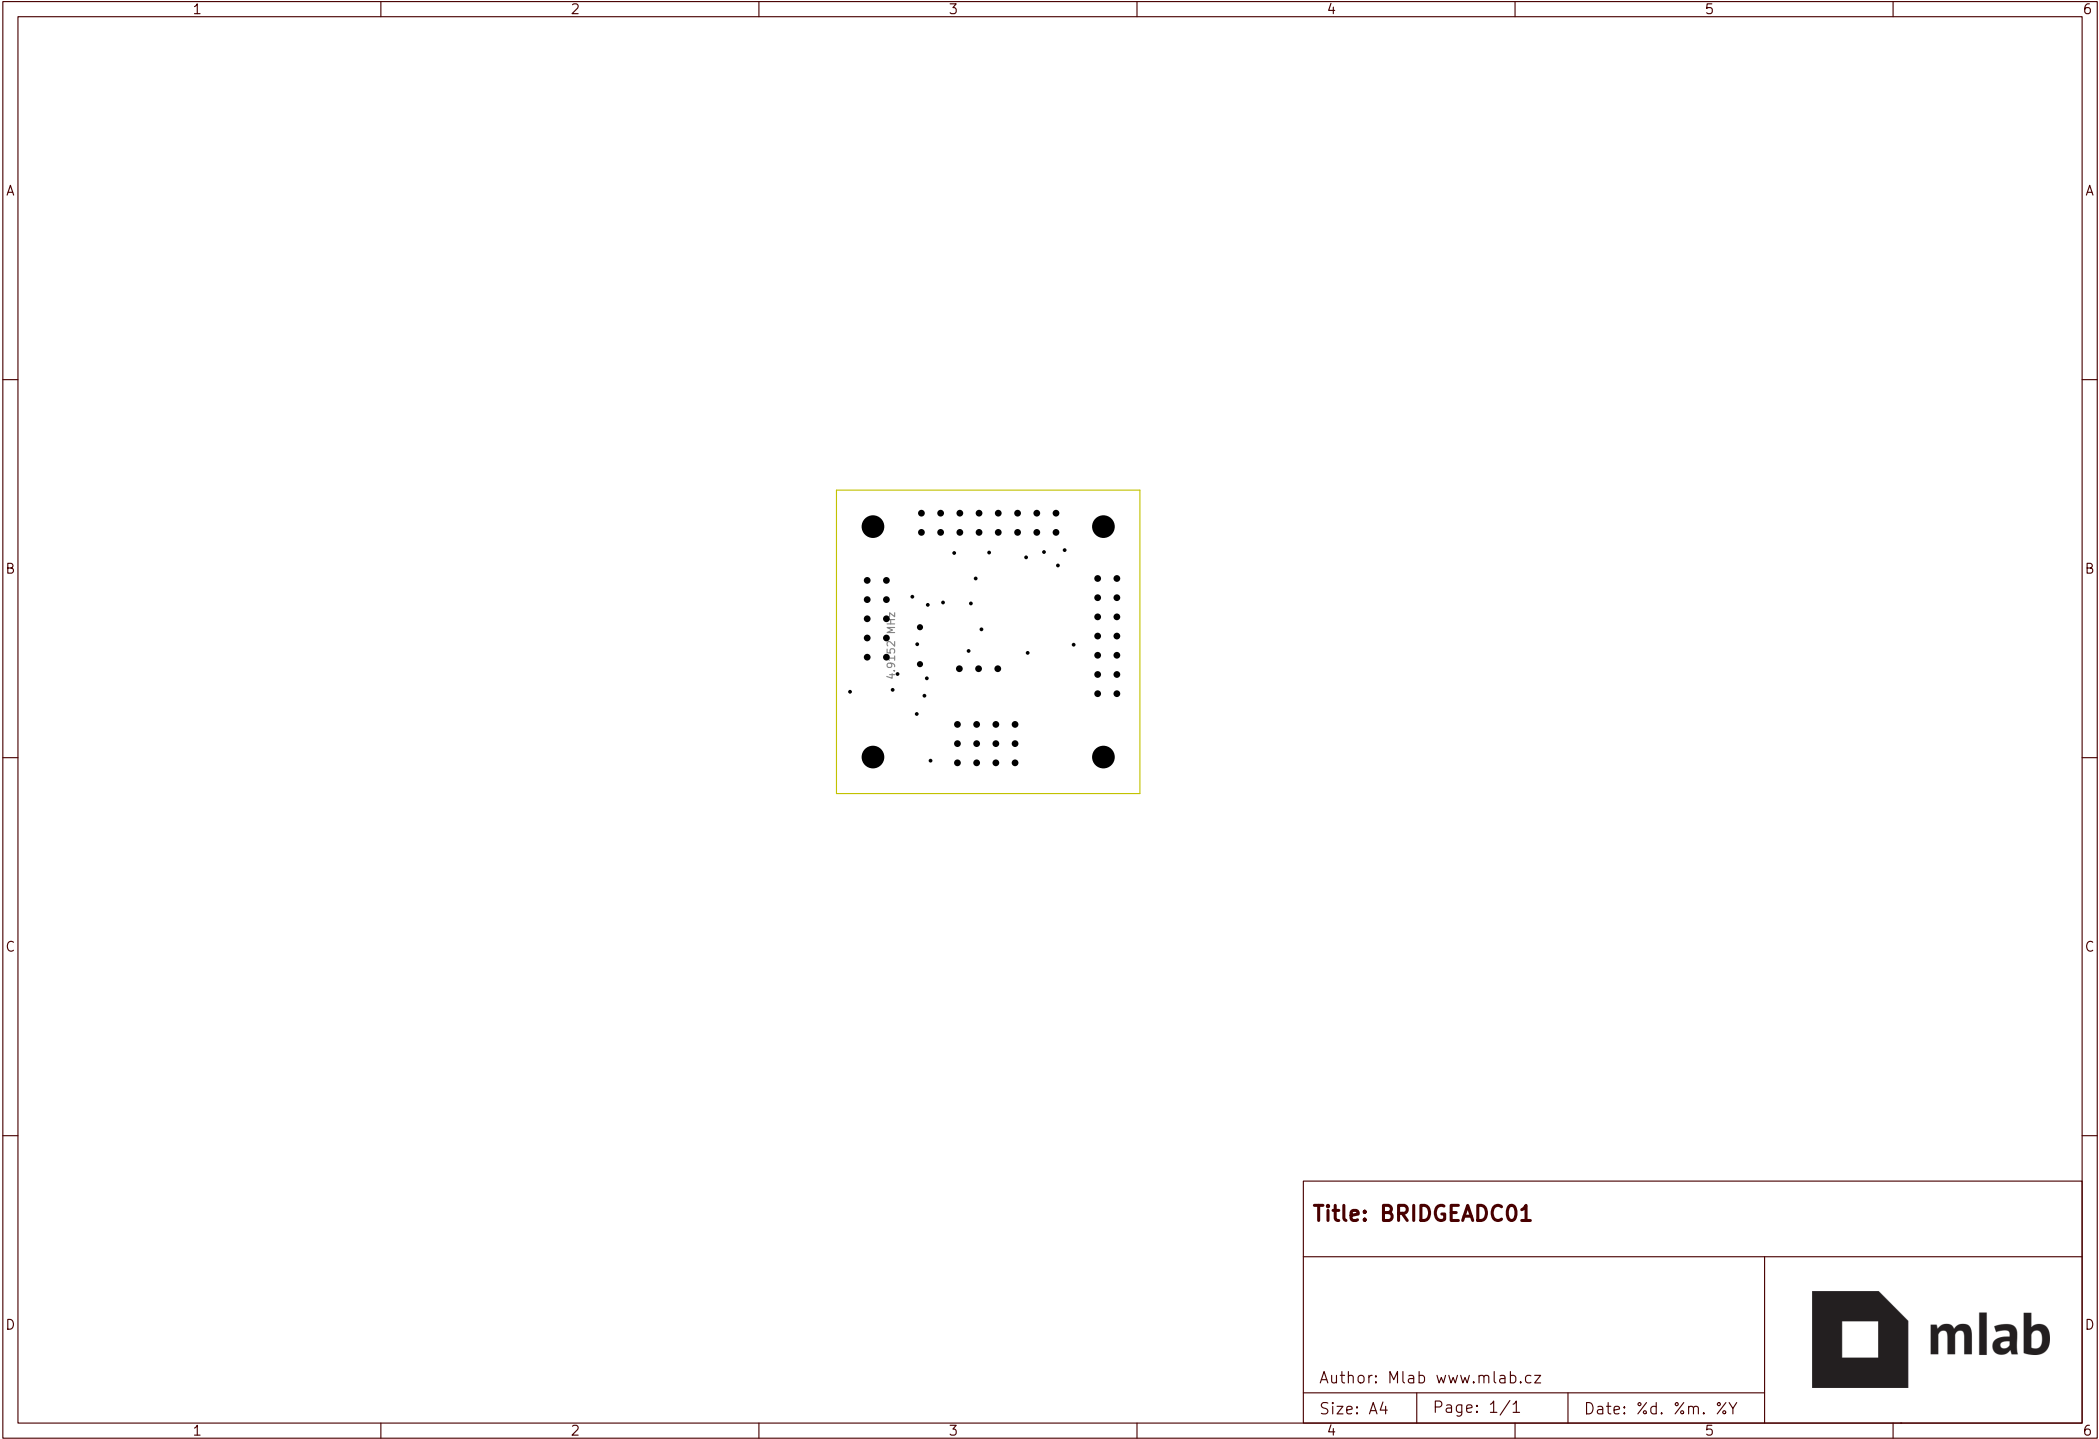 1 2 3 4 5 6
A A
B B
4.9152 MHz
C C
Title: BRIDGEADC01
D D
mlab
Author: Mlab www.mlab.cz
Size: A4 Page: 1/1 Date: %d. %m. %Y
1 2 3 4 5 6